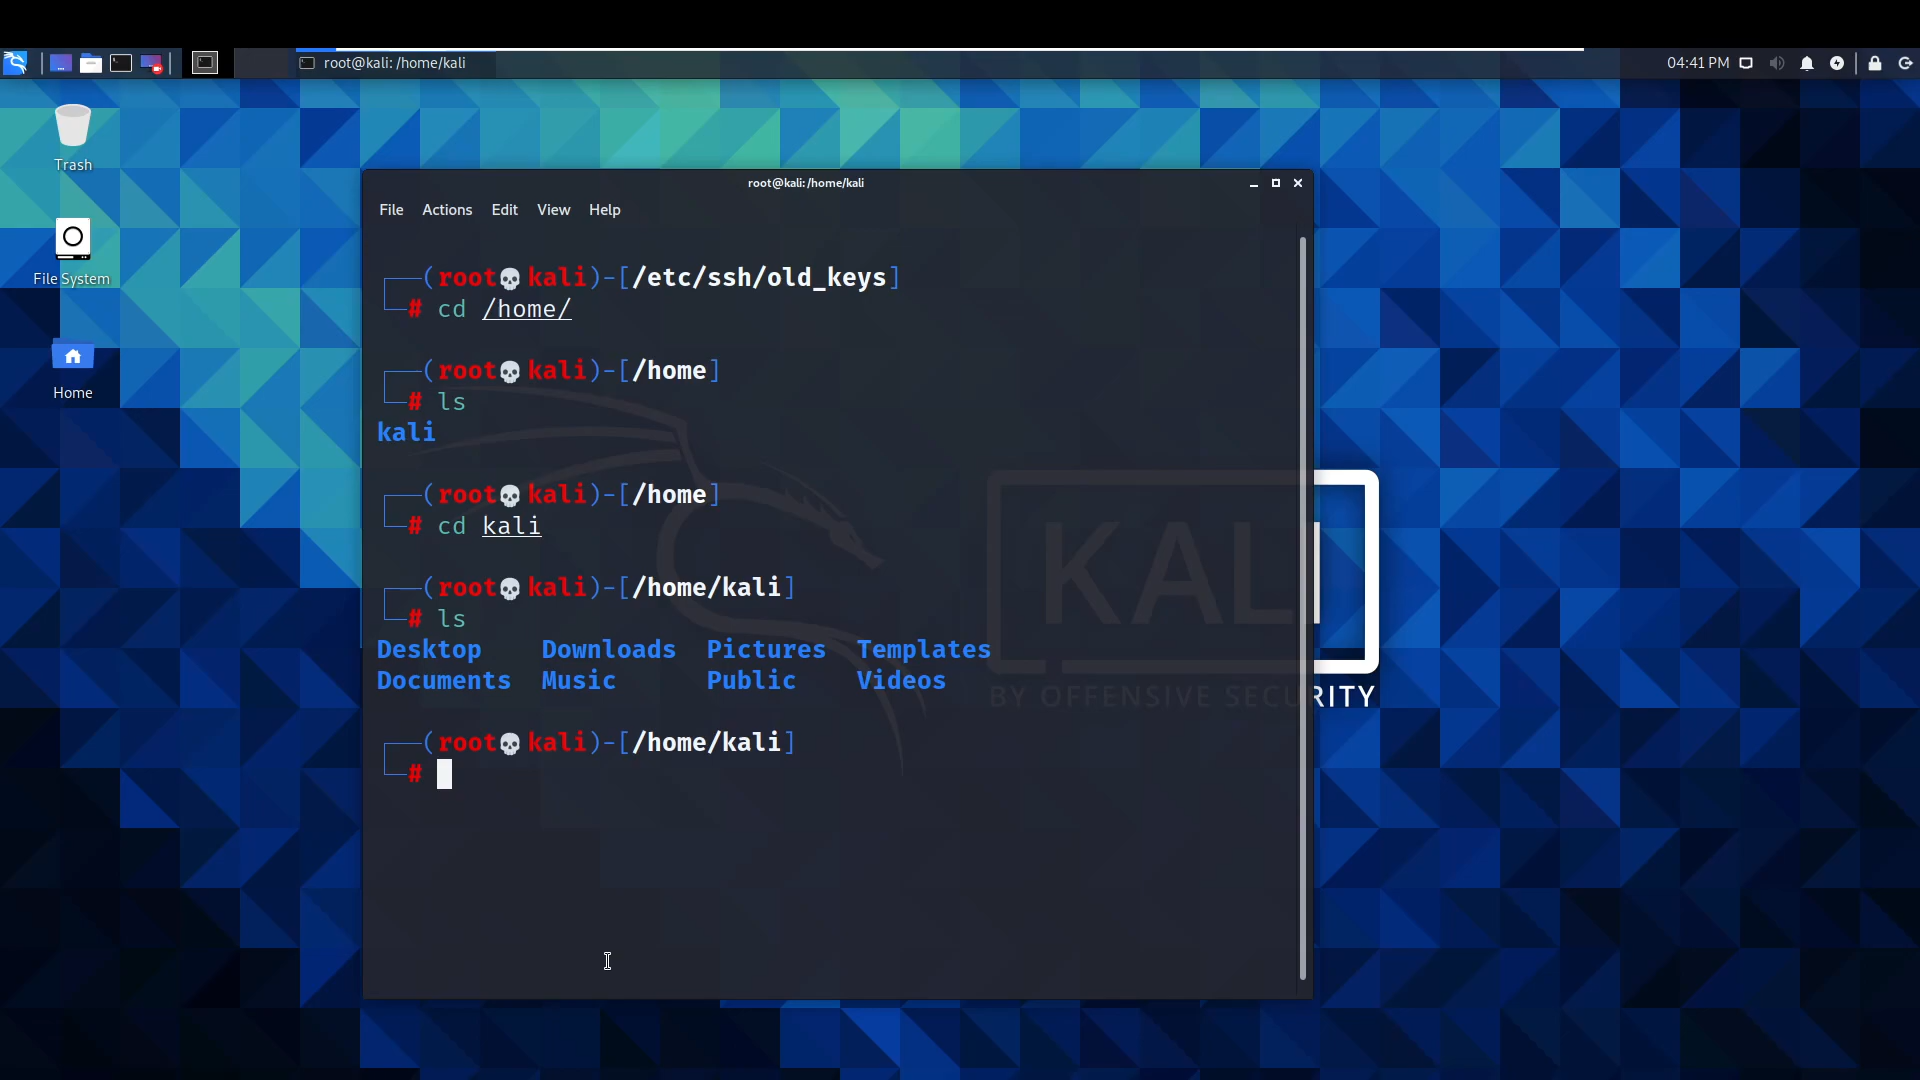 root@kali: /home/kali
04:41 PM
Trash
File System
Home
root@kali: /home/kali
File Actions Edit View Help
┌──(root💀kali)-[/etc/ssh/old_keys]
└─# cd /home/
┌──(root💀kali)-[/home]
└─# ls
kali
┌──(root💀kali)-[/home]
└─# cd kali
┌──(root💀kali)-[/home/kali]
└─# ls
Desktop Downloads Pictures Templates
Documents Music Public Videos
┌──(root💀kali)-[/home/kali]
└─#
KALI
BY OFFENSIVE SECURITY